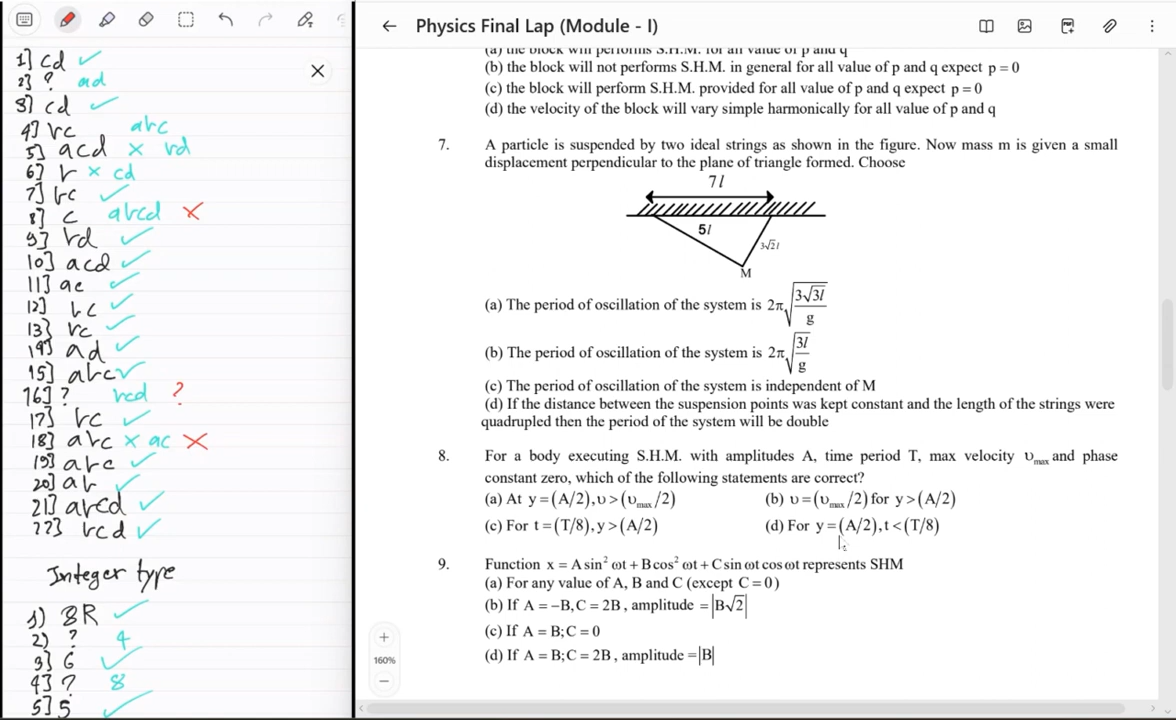 1] cd
2] ? ad
3] cd
4] bc abc
5] acd × bd
6] b × cd
7] bc
8] c abcd ×
9] bd
10] acd
11] ac
12] bc
13] bc
14] ad
15] abc
16] ? bcd ?
17] bc
18] abc × ac ×
19] abc
20] ab
21] abcd
22] bcd
Integer type
1) 8R
2) ? 4
3] 6
4] ? 8
5] 5
Physics Final Lap (Module - I)
(a) the block will performs S.H.M. for all value of p and q
(b) the block will not performs S.H.M. in general for all value of p and q expect p = 0
(c) the block will perform S.H.M. provided for all value of p and q expect p = 0
(d) the velocity of the block will vary simple harmonically for all value of p and q
7. A particle is suspended by two ideal strings as shown in the figure. Now mass m is given a small
displacement perpendicular to the plane of triangle formed. Choose
7l
5l
3√2l
M
(a) The period of oscillation of the system is 2π√(3√3l/g)
(b) The period of oscillation of the system is 2π√(3l/g)
(c) The period of oscillation of the system is independent of M
(d) If the distance between the suspension points was kept constant and the length of the strings were
quadrupled then the period of the system will be double
8. For a body executing S.H.M. with amplitudes A, time period T, max velocity υmax and phase
constant zero, which of the following statements are correct?
(a) At y = (A/2), υ > (υmax/2) (b) υ = (υmax/2) for y > (A/2)
(c) For t = (T/8), y > (A/2) (d) For y = (A/2), t < (T/8)
9. Function x = A sin² ωt + B cos² ωt + C sin ωt cos ωt represents SHM
(a) For any value of A, B and C (except C = 0)
(b) If A = −B, C = 2B, amplitude = |B√2|
(c) If A = B; C = 0
(d) If A = B; C = 2B, amplitude = |B|
160%